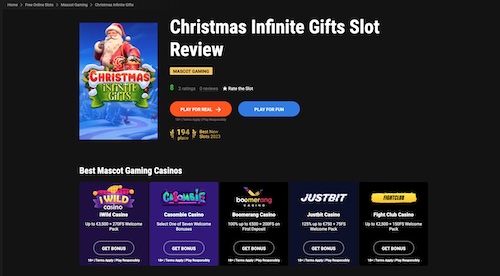 Home > Free Online Slots > Mascot Gaming > Christmas Infinite Gifts
Christmas Infinite Gifts Slot
Review
CHRISTMAS
INFINITE
GIFTS
MASCOT GAMING
8 2 ratings 0 reviews ★ Rate the Slot
PLAY FOR REAL →
PLAY FOR FUN
18+ | Terms Apply | Play Responsibly
194
place
Best New
Slots 2023
Best Mascot Gaming Casinos
IWILD
casino
IWild Casino
Up to €3,500 + 270FS Welcome
Pack
GET BONUS
18+ | Terms Apply | Play Responsibly
CASOMBIE
Casombie Casino
Select One of Seven Welcome
Bonuses
GET BONUS
18+ | Terms Apply | Play Responsibly
boomerang
CASINO
Boomerang Casino
100% up to €500 + 200FS on
First Deposit
GET BONUS
18+ | Terms Apply | Play Responsibly
JUSTBIT
Justbit Casino
125% up to €750 + 75FS
Welcome Pack
GET BONUS
18+ | Terms Apply | Play Responsibly
FIGHTCLUB
Fight Club Casino
Up to €2,500 + 150FS Welcome
Pack
GET BONUS
18+ | Terms Apply | Play Responsibly